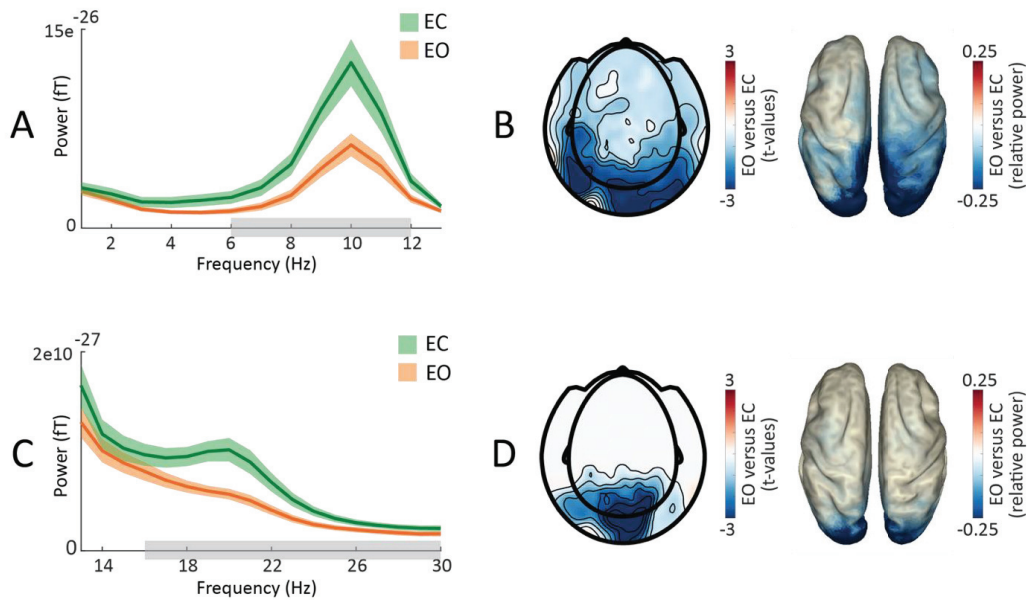 A
-26
15e
0
Power (fT)
EC
EO
2 4 6 8 10 12
Frequency (Hz)
B
3
-3
EO versus EC
(t-values)
0.25
-0.25
EO versus EC
(relative power)
C
-27
2e10
0
Power (fT)
EC
EO
14 18 22 26 30
Frequency (Hz)
D
3
-3
EO versus EC
(t-values)
0.25
-0.25
EO versus EC
(relative power)